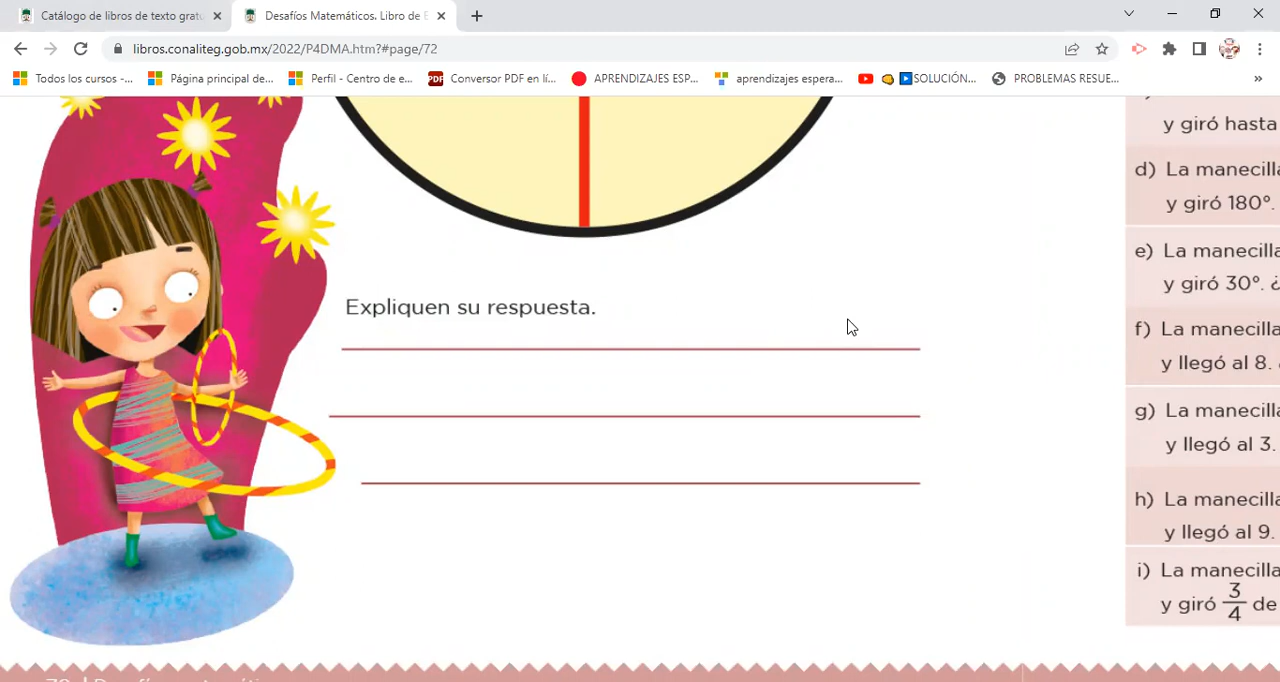 Catálogo de libros de texto gratu
Desafíos Matemáticos. Libro de E
libros.conaliteg.gob.mx/2022/P4DMA.htm?#page/72
Todos los cursos -...
Página principal de...
Perfil - Centro de e...
PDF
Conversor PDF en lí...
APRENDIZAJES ESP...
aprendizajes espera...
SOLUCIÓN...
PROBLEMAS RESUE...
»
Expliquen su respuesta.
y giró hasta
d) La manecilla
y giró 180°.
e) La manecilla
y giró 30°. ¿
f) La manecilla
y llegó al 8.
g) La manecilla
y llegó al 3.
h) La manecilla
y llegó al 9.
i) La manecilla
y giró 3/4 de